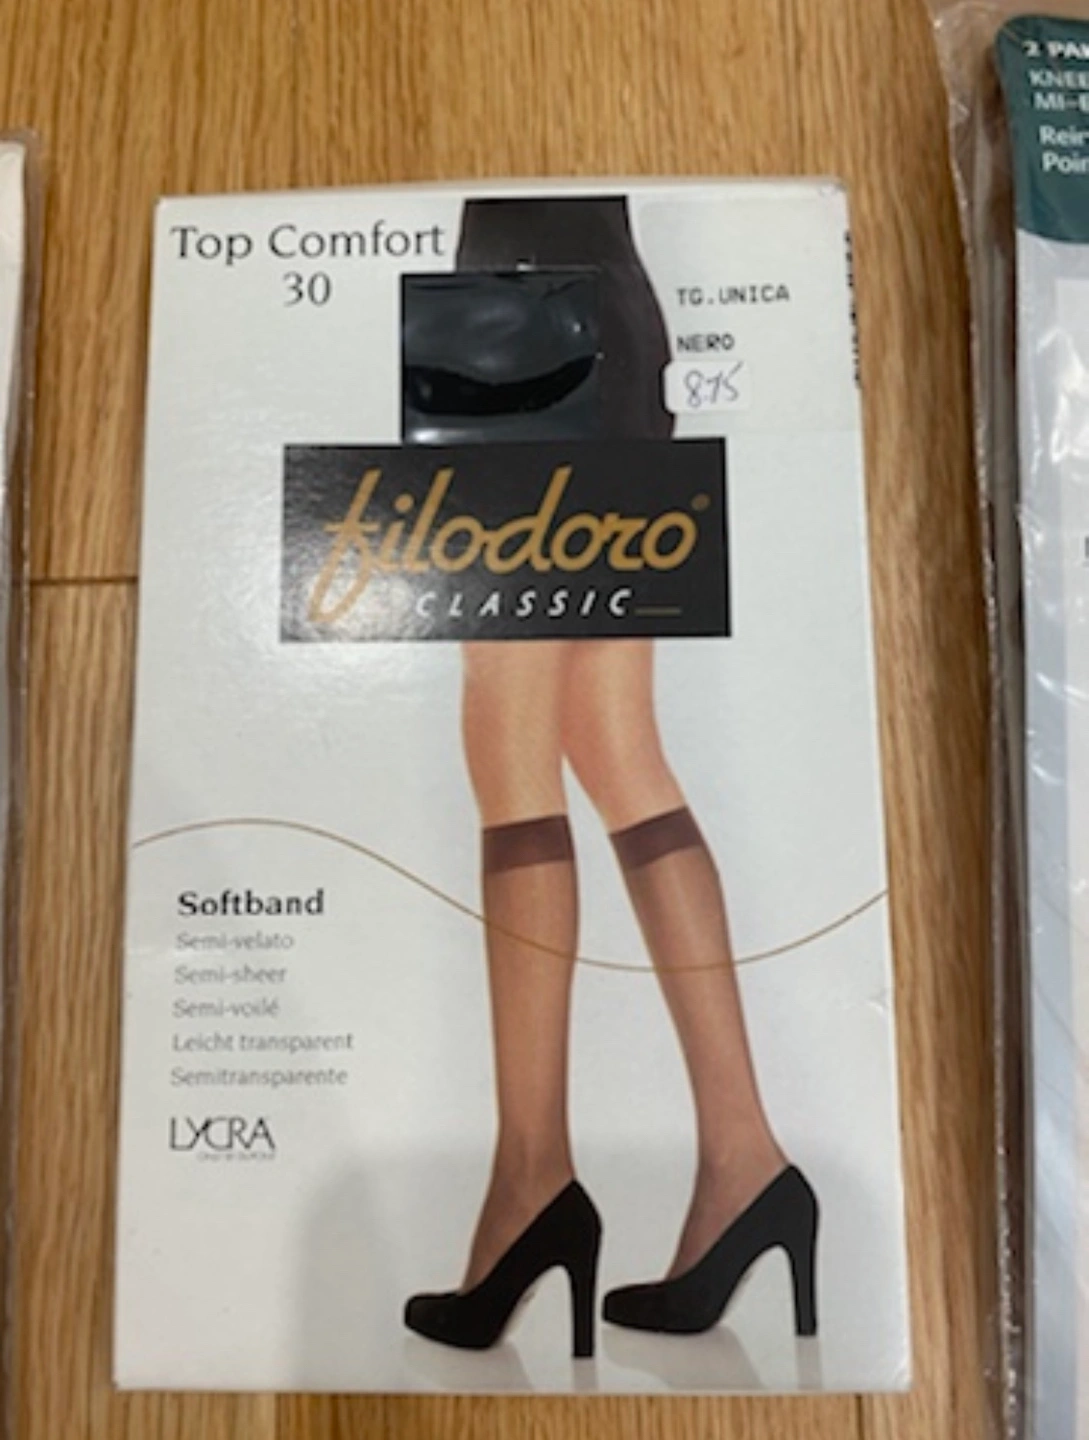 Top Comfort
30
TG.UNICA
NERO
8.75
filodoro®
CLASSIC
Softband
Semi-velato
Semi-sheer
Semi-voilé
Leicht transparent
Semitransparente
LYCRA
2 PA
KNEE
MI-
Rein
Poin